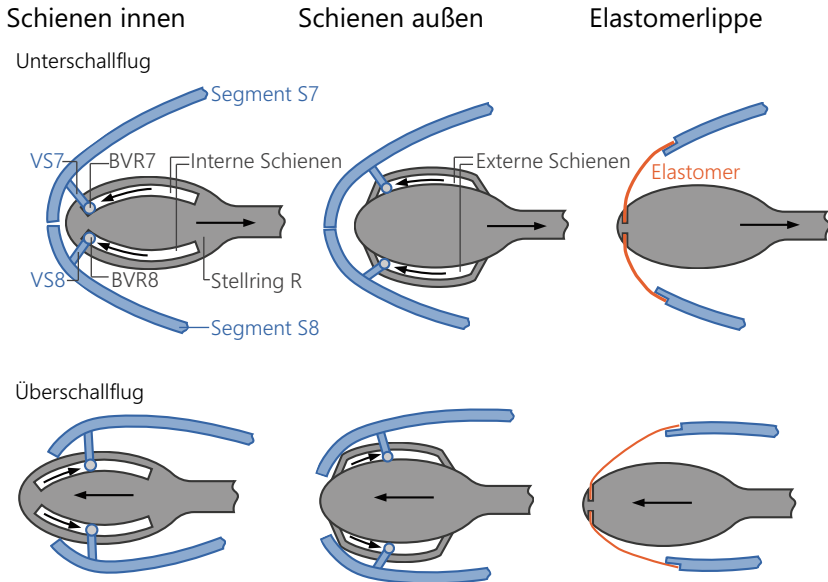 Schienen innen
Schienen außen
Elastomerlippe
Unterschallflug
Segment S7
VS7
BVR7
Interne Schienen
Externe Schienen
Elastomer
VS8
BVR8
Stellring R
Segment S8
Überschallflug